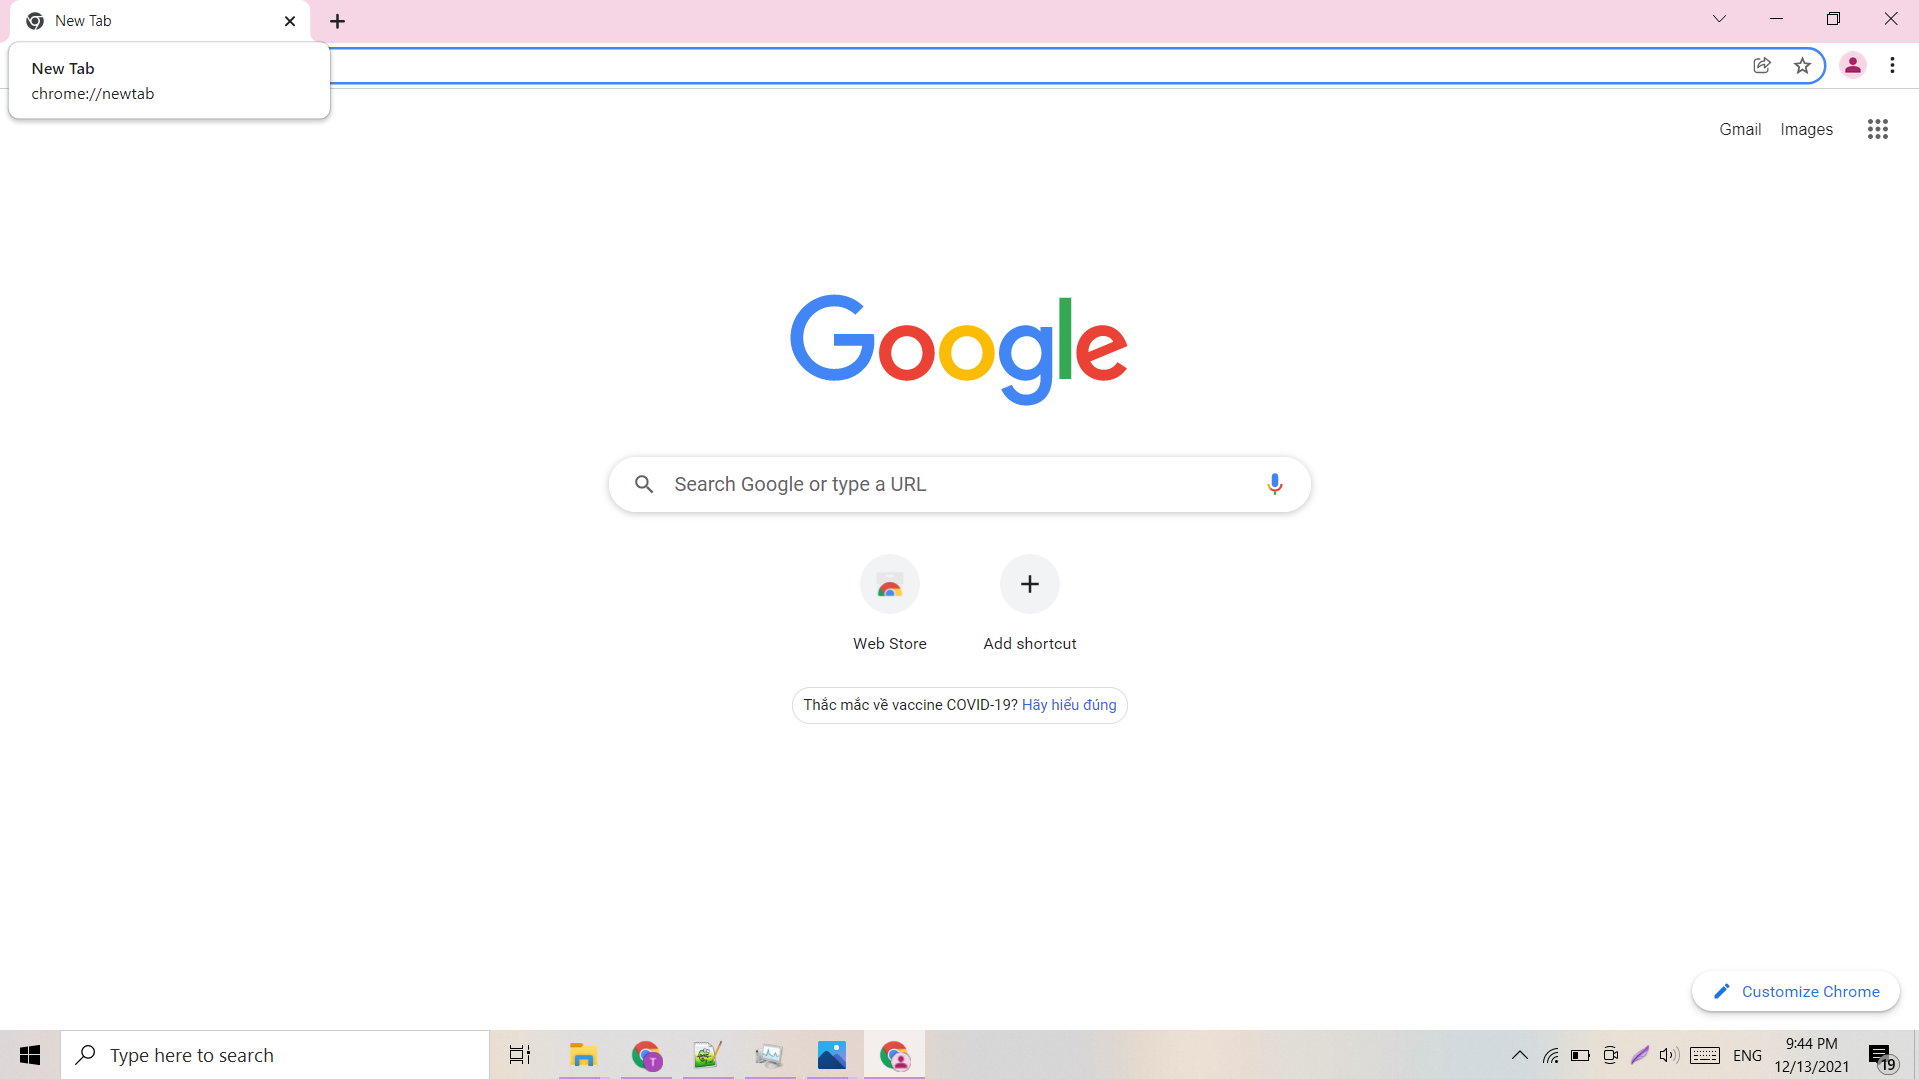 New Tab
New Tab
chrome://newtab
Gmail Images
Google
Search Google or type a URL
Web Store
Add shortcut
Thắc mắc về vaccine COVID-19? Hãy hiểu đúng
Customize Chrome
Type here to search
T
ENG
9:44 PM
12/13/2021
19